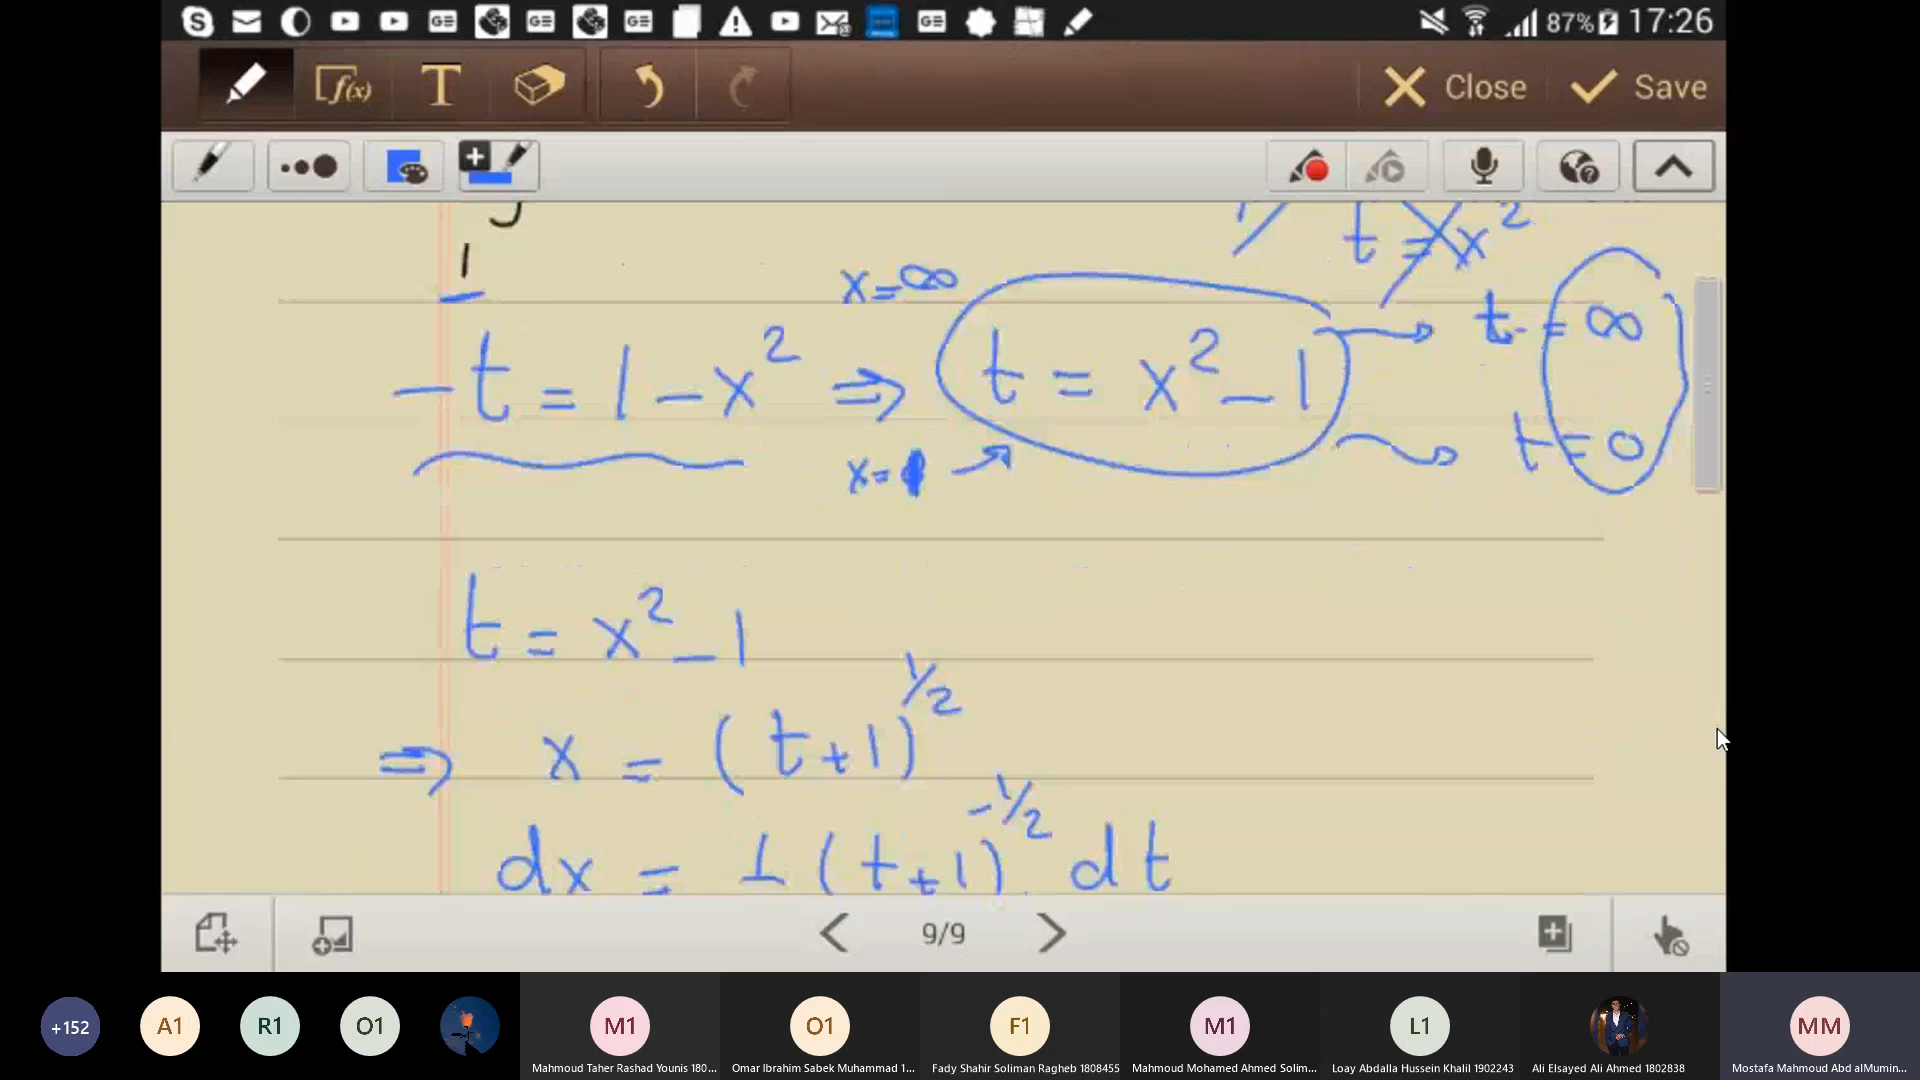 87% 17:26
f(x) T Close Save
1
t = x²
x=∞
t = ∞
-t = 1-x² ⇒ t = x²-1
x=1
t = 0
t = x²-1
⇒ x = (t+1)^1/2
dx = 1 (t+1)^-1/2 dt
9/9
+152 A1 R1 O1 M1 O1 F1 M1 L1 MM
Mahmoud Taher Rashad Younis 180...
Omar Ibrahim Sabek Muhammad 1...
Fady Shahir Soliman Ragheb 1808455
Mahmoud Mohamed Ahmed Solim...
Loay Abdalla Hussein Khalil 1902243
Ali Elsayed Ali Ahmed 1802838
Mostafa Mahmoud Abd alMumin...